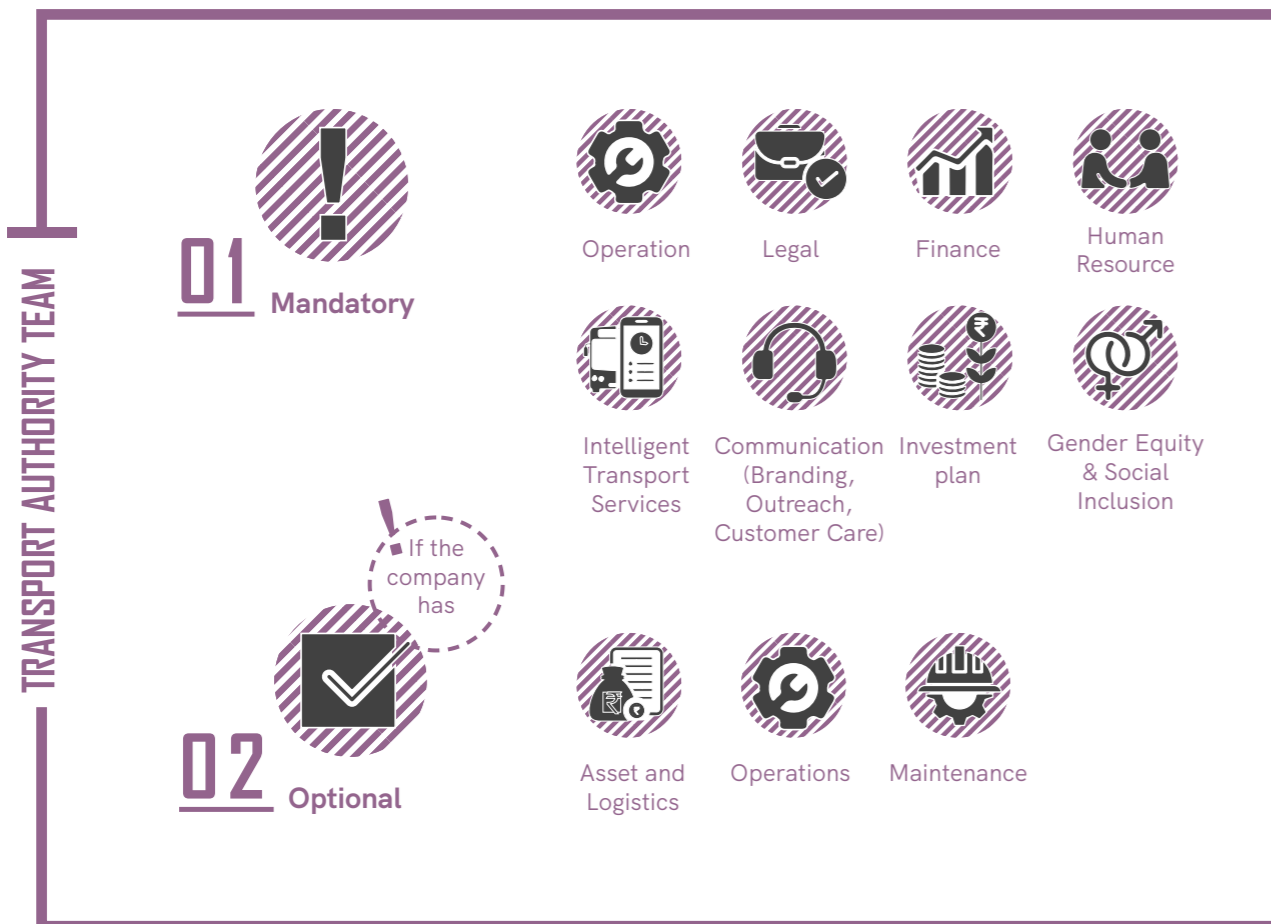 TRANSPORT AUTHORITY TEAM
01 Mandatory
Operation
Legal
Finance
Human
Resource
Intelligent
Transport
Services
Communication
(Branding,
Outreach,
Customer Care)
Investment
plan
Gender Equity
& Social
Inclusion
! If the
company
has
02 Optional
Asset and
Logistics
Operations
Maintenance